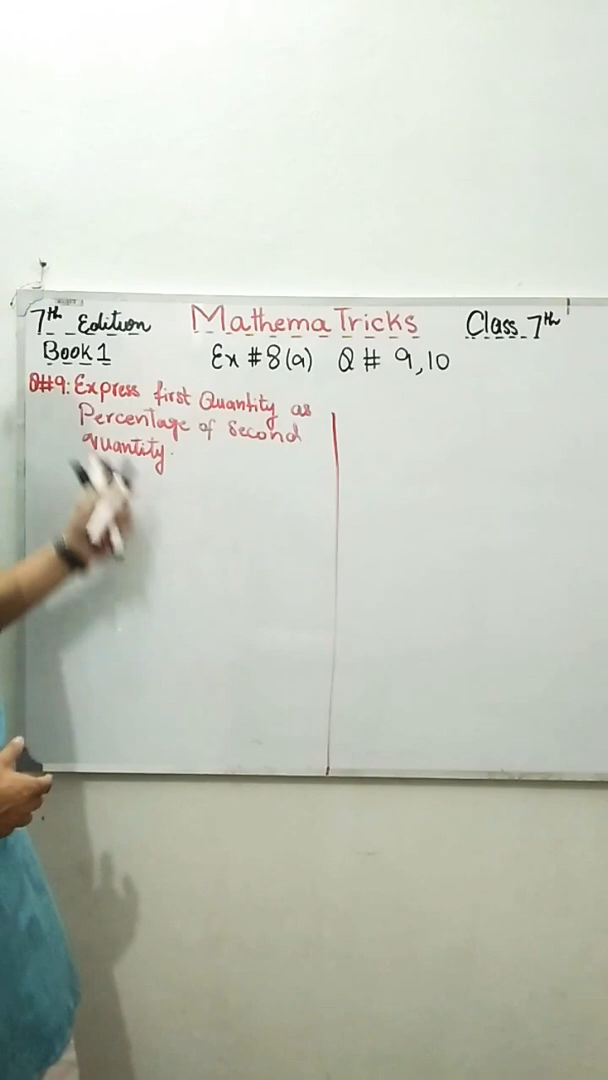 7th Edition MathemaTricks Class 7th
Book 1 Ex # 8(a) Q # 9,10
Q#9: Express first Quantity as
Percentage of Second
quantity.